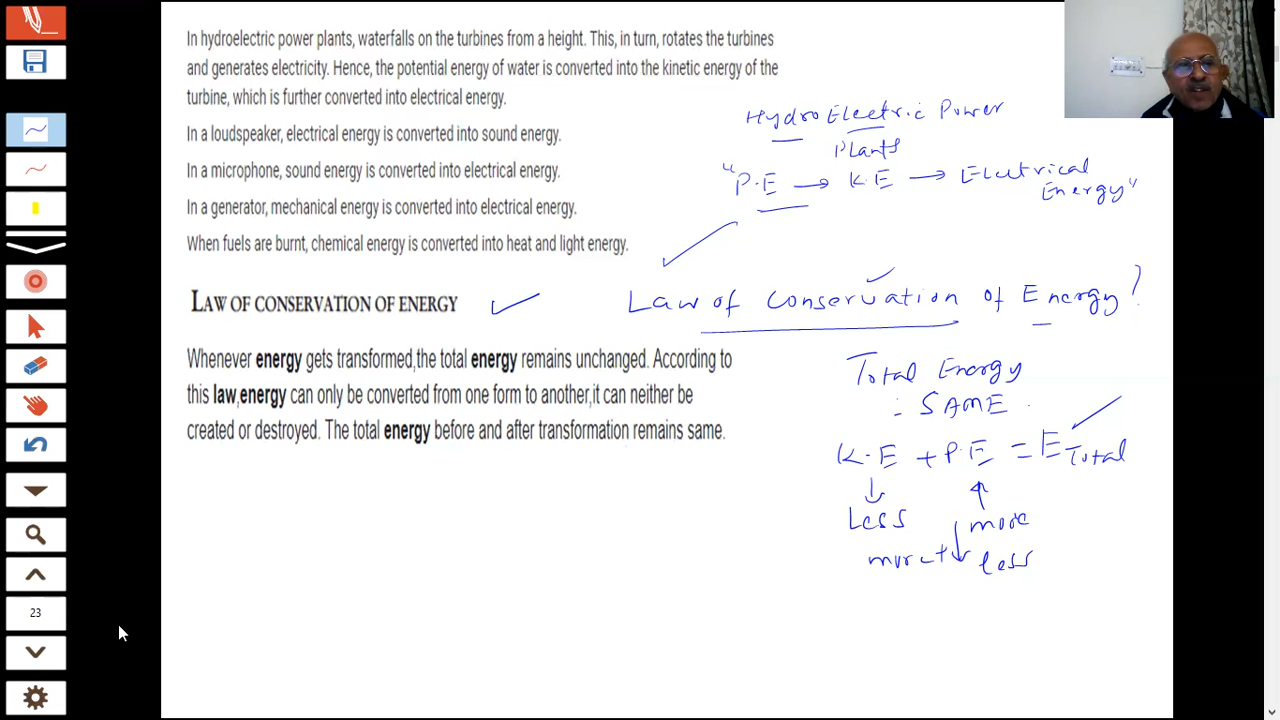 In hydroelectric power plants, waterfalls on the turbines from a height. This, in turn, rotates the turbines
and generates electricity. Hence, the potential energy of water is converted into the kinetic energy of the
turbine, which is further converted into electrical energy.
In a loudspeaker, electrical energy is converted into sound energy.
In a microphone, sound energy is converted into electrical energy.
In a generator, mechanical energy is converted into electrical energy.
When fuels are burnt, chemical energy is converted into heat and light energy.
HydroElectric Power
Plants
"P.E → K.E → Electrical
Energy"
LAW OF CONSERVATION OF ENERGY
Law of Conservation of Energy?
Whenever energy gets transformed,the total energy remains unchanged. According to
this law,energy can only be converted from one form to another,it can neither be
created or destroyed. The total energy before and after transformation remains same.
Total Energy
= SAME
K.E + P.E = E Total
↓ ↑
Less more
more less
23